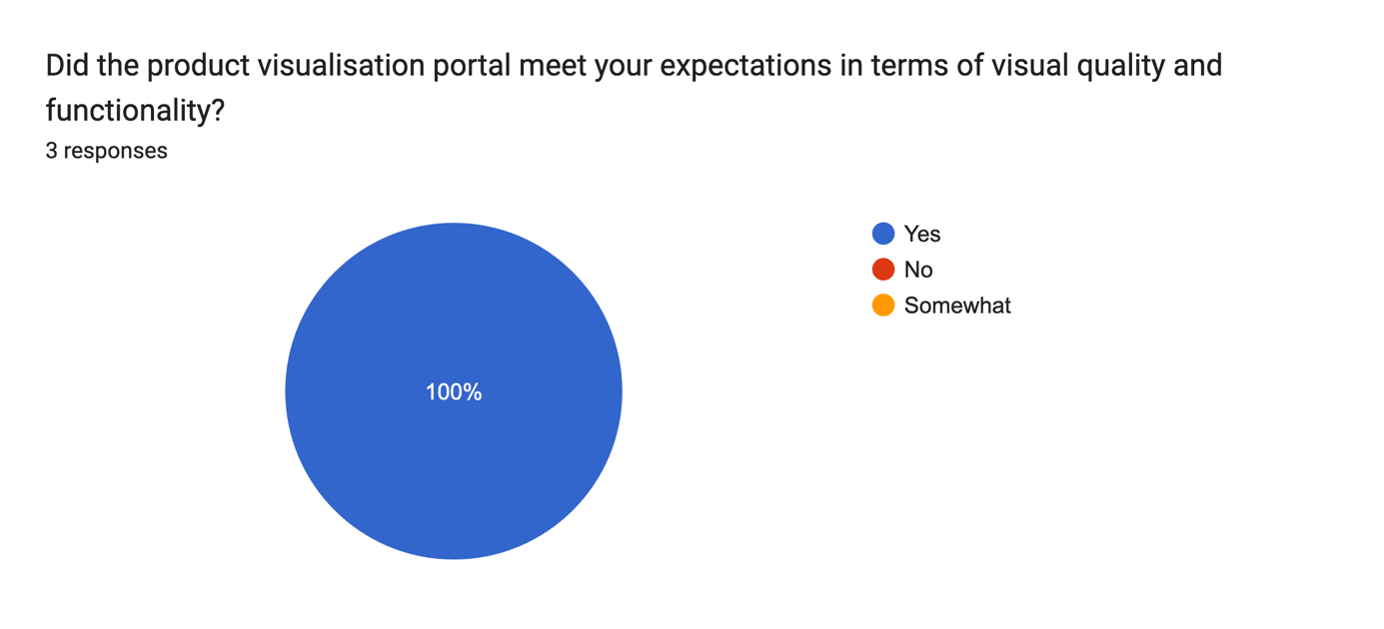 Did the product visualisation portal meet your expectations in terms of visual quality and
functionality?
3 responses
Yes
No
Somewhat
100%